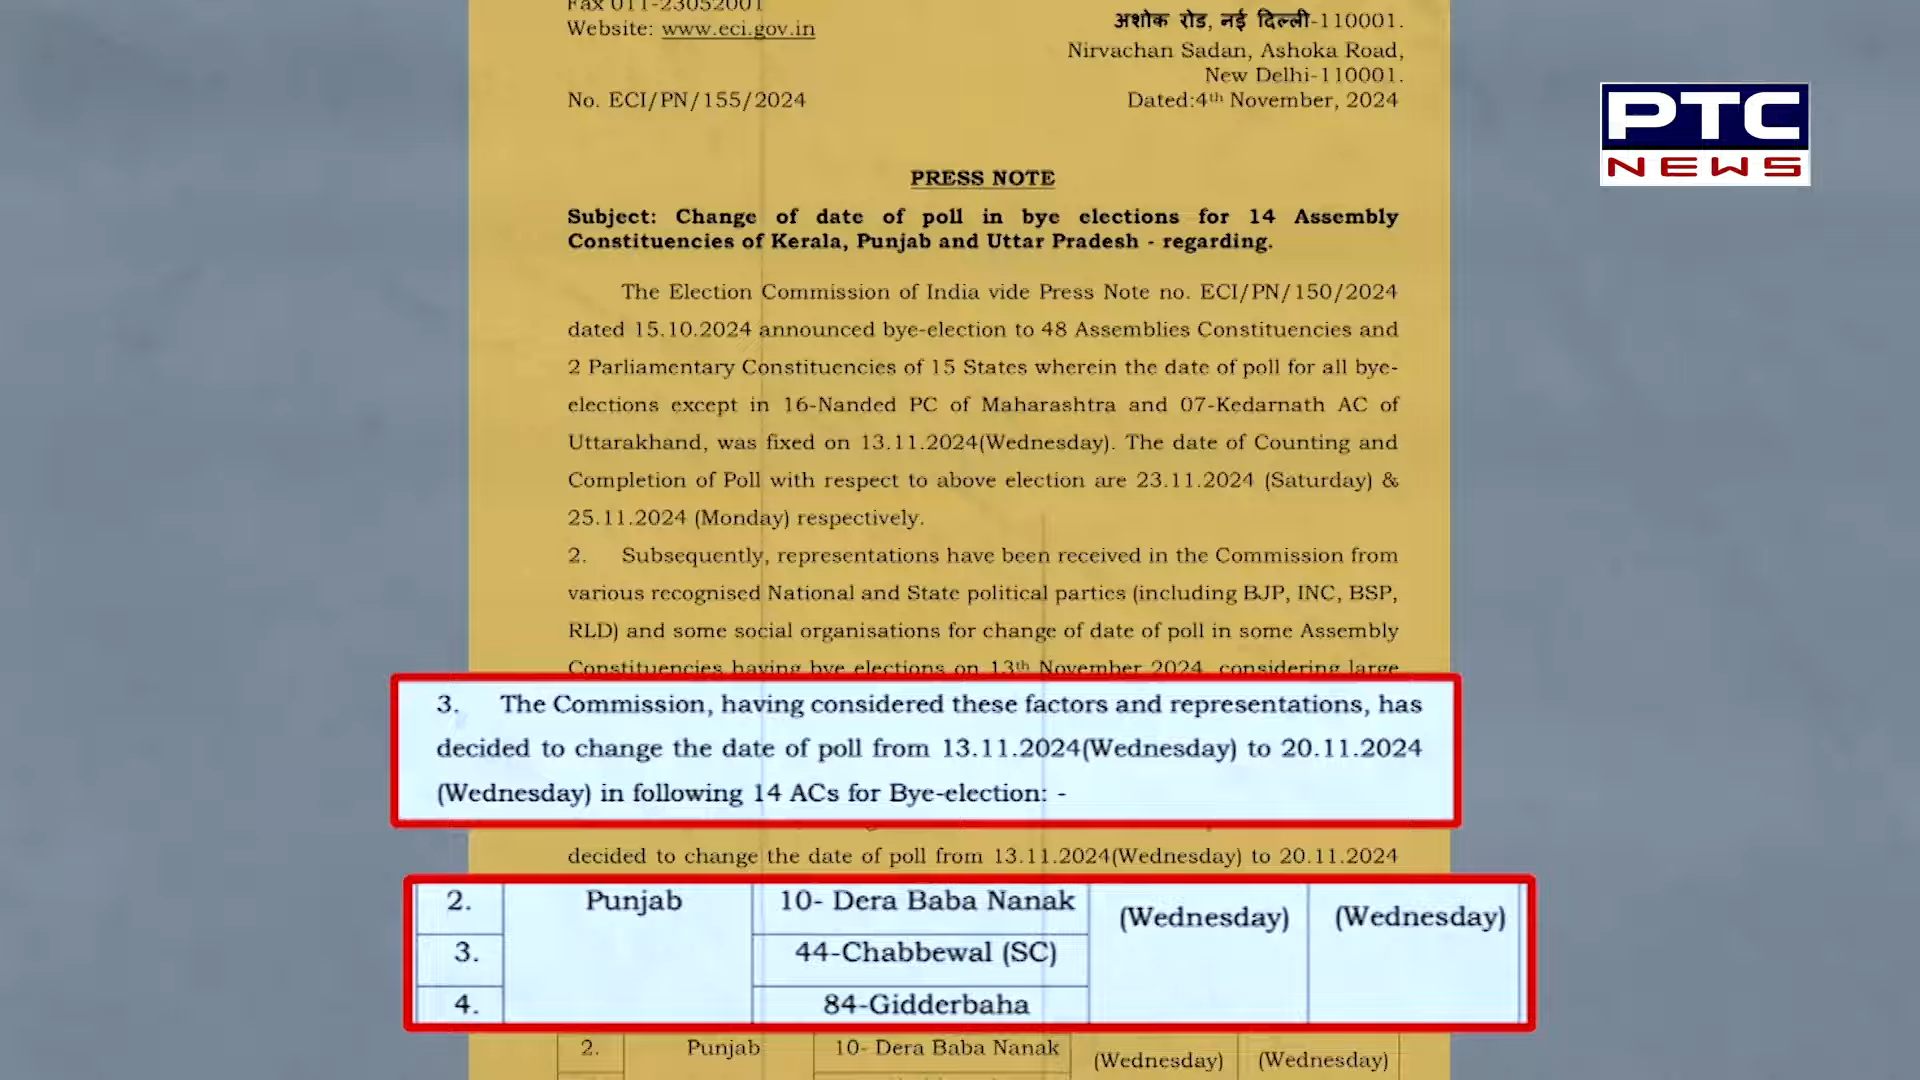 Fax 011-23052001
Website: www.eci.gov.in
अशोक रोड, नई दिल्ली-110001.
Nirvachan Sadan, Ashoka Road,
New Delhi-110001.
No. ECI/PN/155/2024
Dated:4th November, 2024
PTC
NEWS
PRESS NOTE
Subject: Change of date of poll in bye elections for 14 Assembly
Constituencies of Kerala, Punjab and Uttar Pradesh - regarding.
The Election Commission of India vide Press Note no. ECI/PN/150/2024
dated 15.10.2024 announced bye-election to 48 Assemblies Constituencies and
2 Parliamentary Constituencies of 15 States wherein the date of poll for all bye-
elections except in 16-Nanded PC of Maharashtra and 07-Kedarnath AC of
Uttarakhand, was fixed on 13.11.2024(Wednesday). The date of Counting and
Completion of Poll with respect to above election are 23.11.2024 (Saturday) &
25.11.2024 (Monday) respectively.
2. Subsequently, representations have been received in the Commission from
various recognised National and State political parties (including BJP, INC, BSP,
RLD) and some social organisations for change of date of poll in some Assembly
Constituencies having bye elections on 13th November 2024, considering large
3. The Commission, having considered these factors and representations, has
decided to change the date of poll from 13.11.2024(Wednesday) to 20.11.2024
(Wednesday) in following 14 ACs for Bye-election: -
decided to change the date of poll from 13.11.2024(Wednesday) to 20.11.2024
2. Punjab 10- Dera Baba Nanak (Wednesday) (Wednesday)
3. 44-Chabbewal (SC)
4. 84-Gidderbaha
2. Punjab 10- Dera Baba Nanak (Wednesday) (Wednesday)